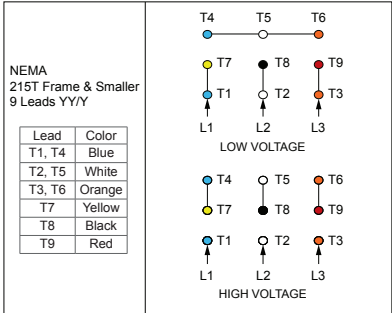 NEMA
215T Frame & Smaller
9 Leads YY/Y
Lead Color
T1, T4 Blue
T2, T5 White
T3, T6 Orange
T7 Yellow
T8 Black
T9 Red
T4 T5 T6
T7 T8 T9
T1 T2 T3
L1 L2 L3
LOW VOLTAGE
T4 T5 T6
T7 T8 T9
T1 T2 T3
L1 L2 L3
HIGH VOLTAGE